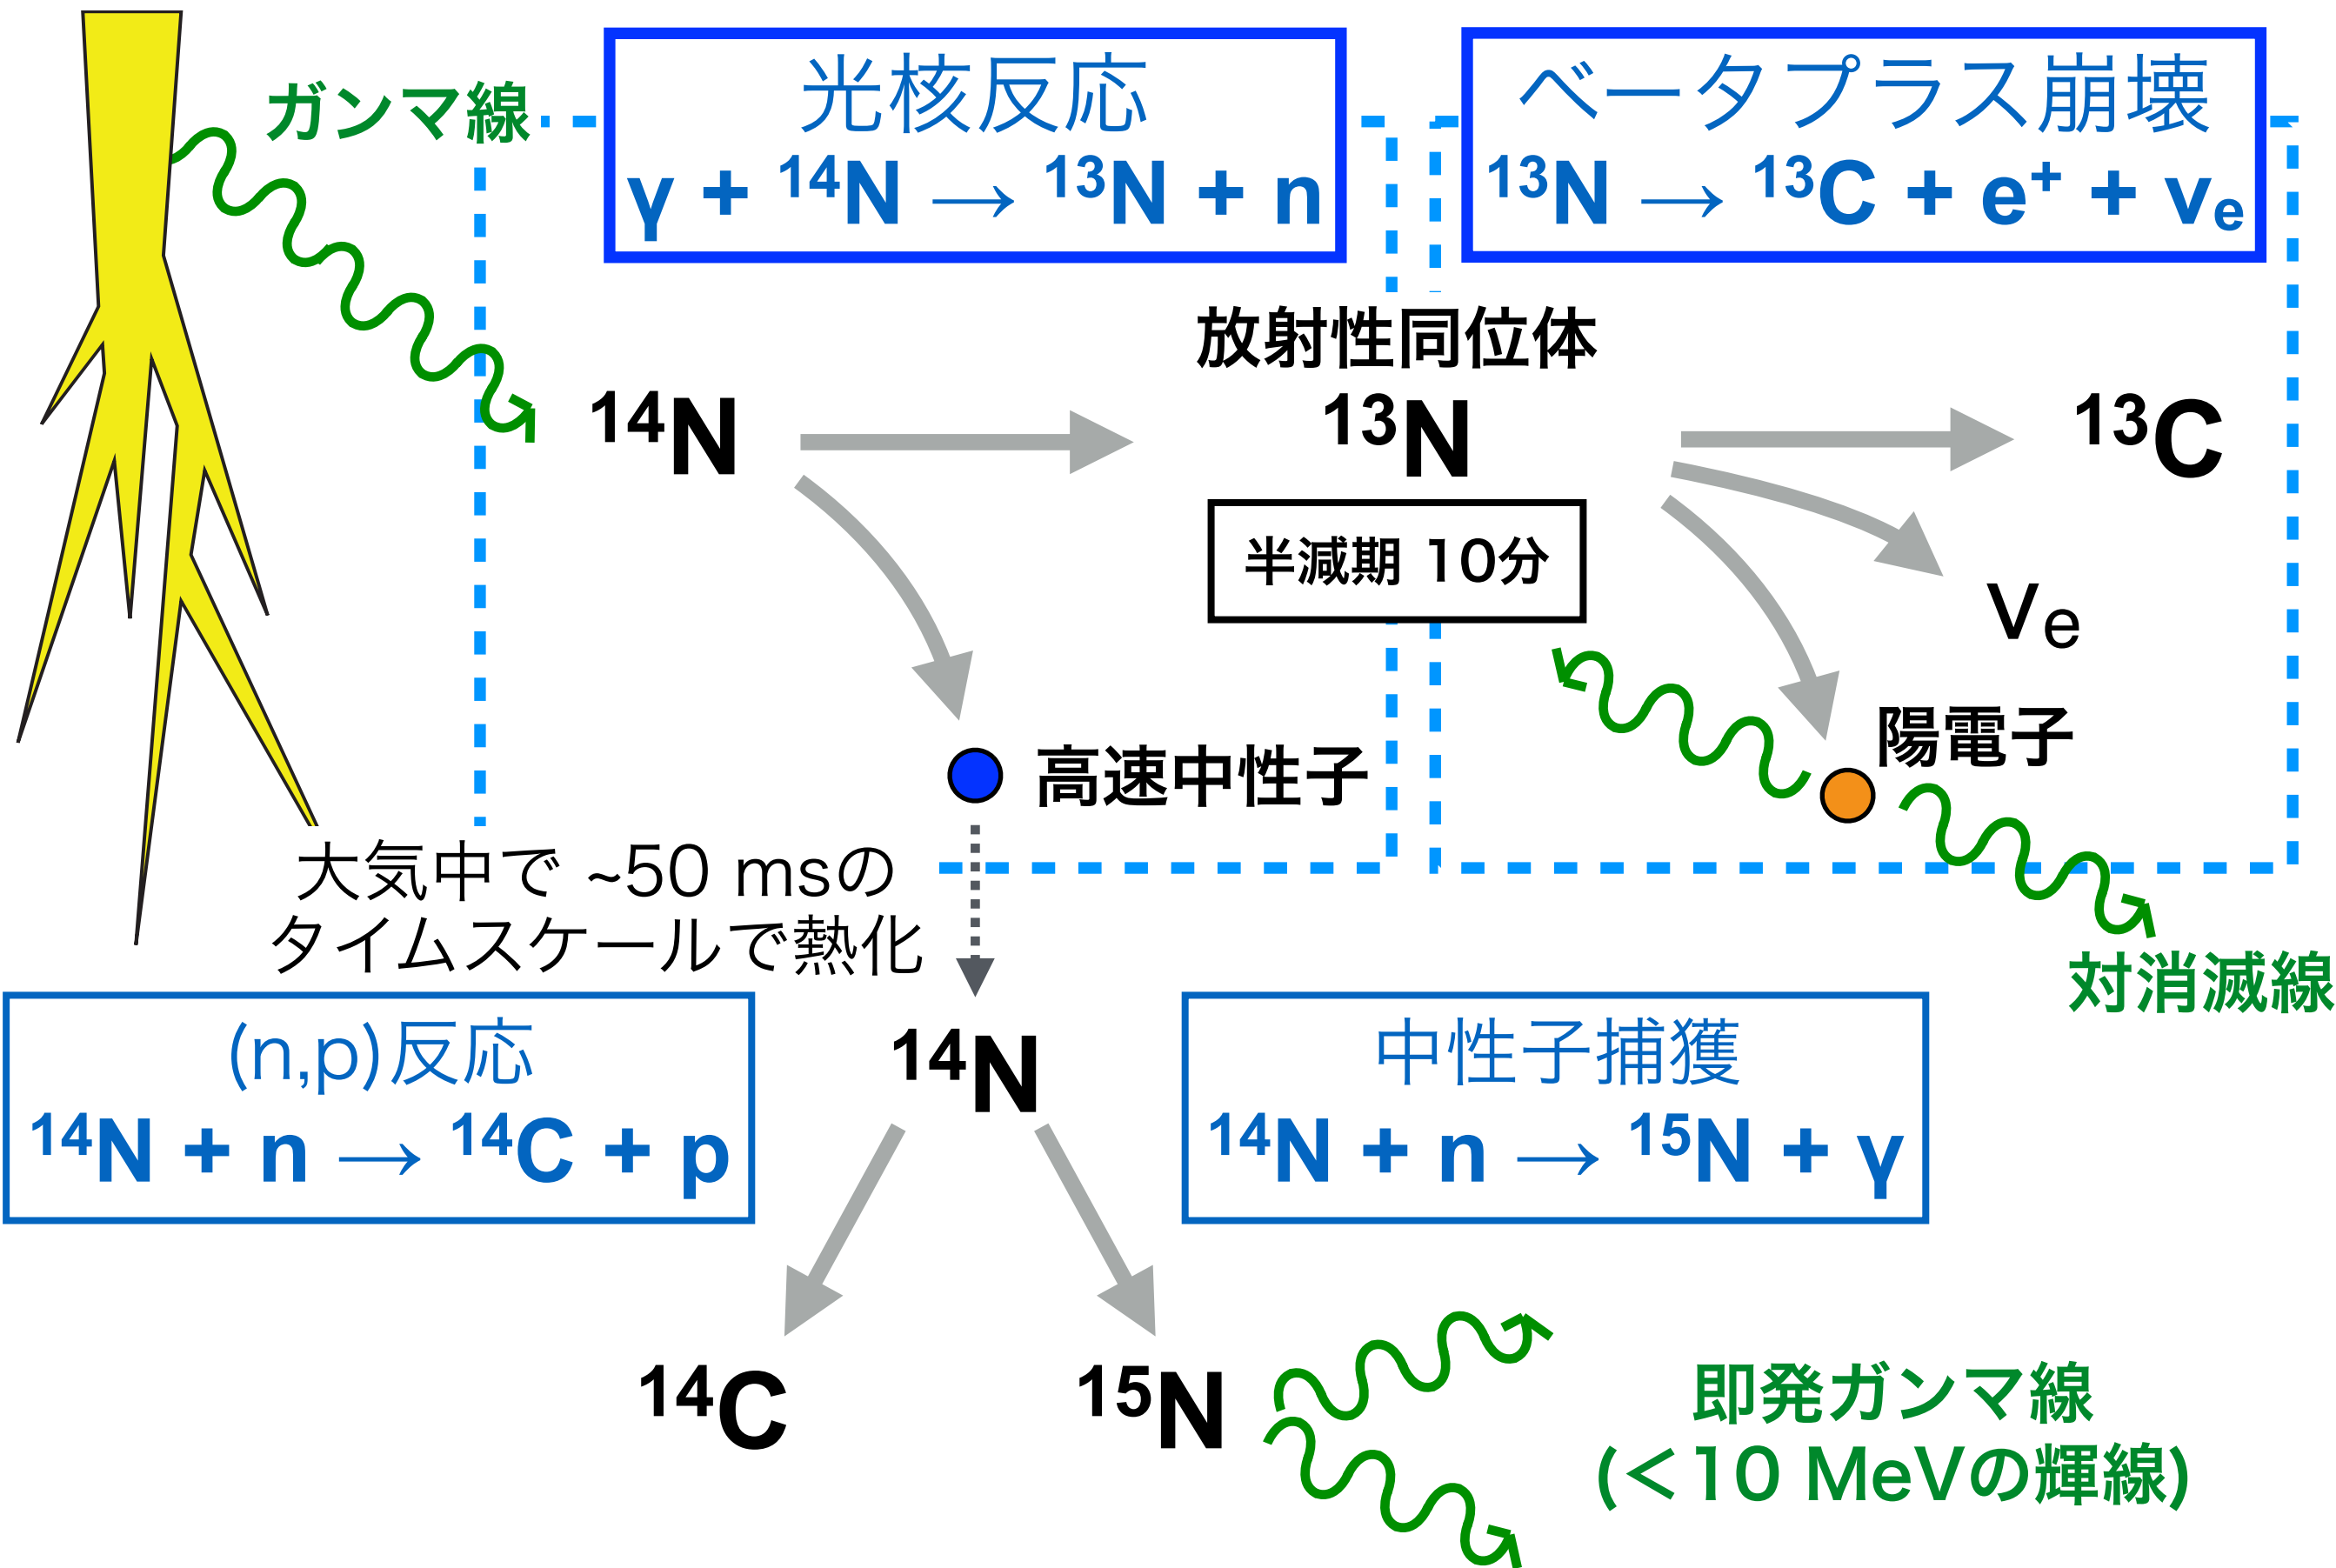 ガンマ線
光核反応
γ + ¹⁴N → ¹³N + n
ベータプラス崩壊
¹³N → ¹³C + e⁺ + νₑ
放射性同位体
¹⁴N
¹³N
¹³C
半減期 10分
νₑ
陽電子
高速中性子
大気中で ~50 msの
タイムスケールで熱化
対消滅線
(n,p)反応
¹⁴N + n → ¹⁴C + p
¹⁴N
中性子捕獲
¹⁴N + n → ¹⁵N + γ
¹⁴C
¹⁵N
即発ガンマ線
(<10 MeVの輝線)